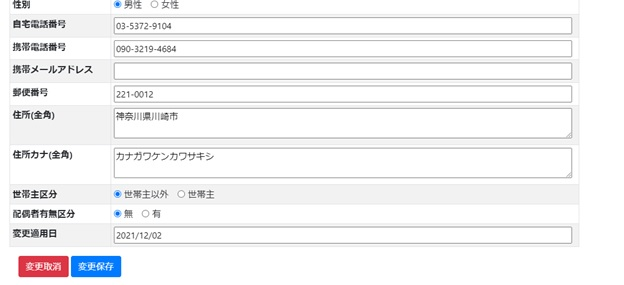 性別 男性 女性
自宅電話番号 03-5372-9104
携帯電話番号 090-3219-4684
携帯メールアドレス
郵便番号 221-0012
住所(全角) 神奈川県川崎市
住所カナ(全角) カナガワケンカワサキシ
世帯主区分 世帯主以外 世帯主
配偶者有無区分 無 有
変更適用日 2021/12/02
変更取消 変更保存